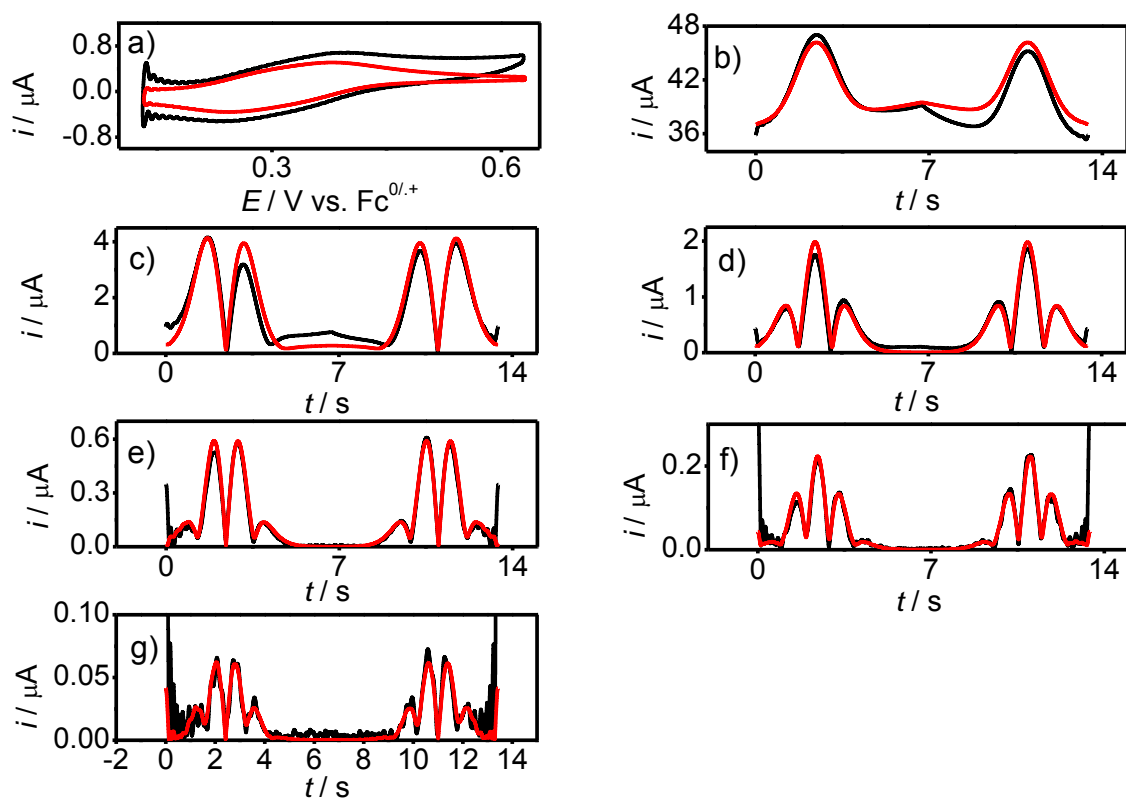 a)
i / μA
0.8
0.0
-0.8
0.3
0.6
E / V vs. Fc0/.+
b)
i / μA
48
42
36
0
7
14
t / s
c)
i / μA
4
2
0
0
7
14
t / s
d)
i / μA
2
1
0
0
7
14
t / s
e)
i / μA
0.6
0.3
0.0
0
7
14
t / s
f)
i / μA
0.2
0.0
0
7
14
t / s
g)
i / μA
0.10
0.05
0.00
-2 0 2 4 6 8 10 12 14
t / s